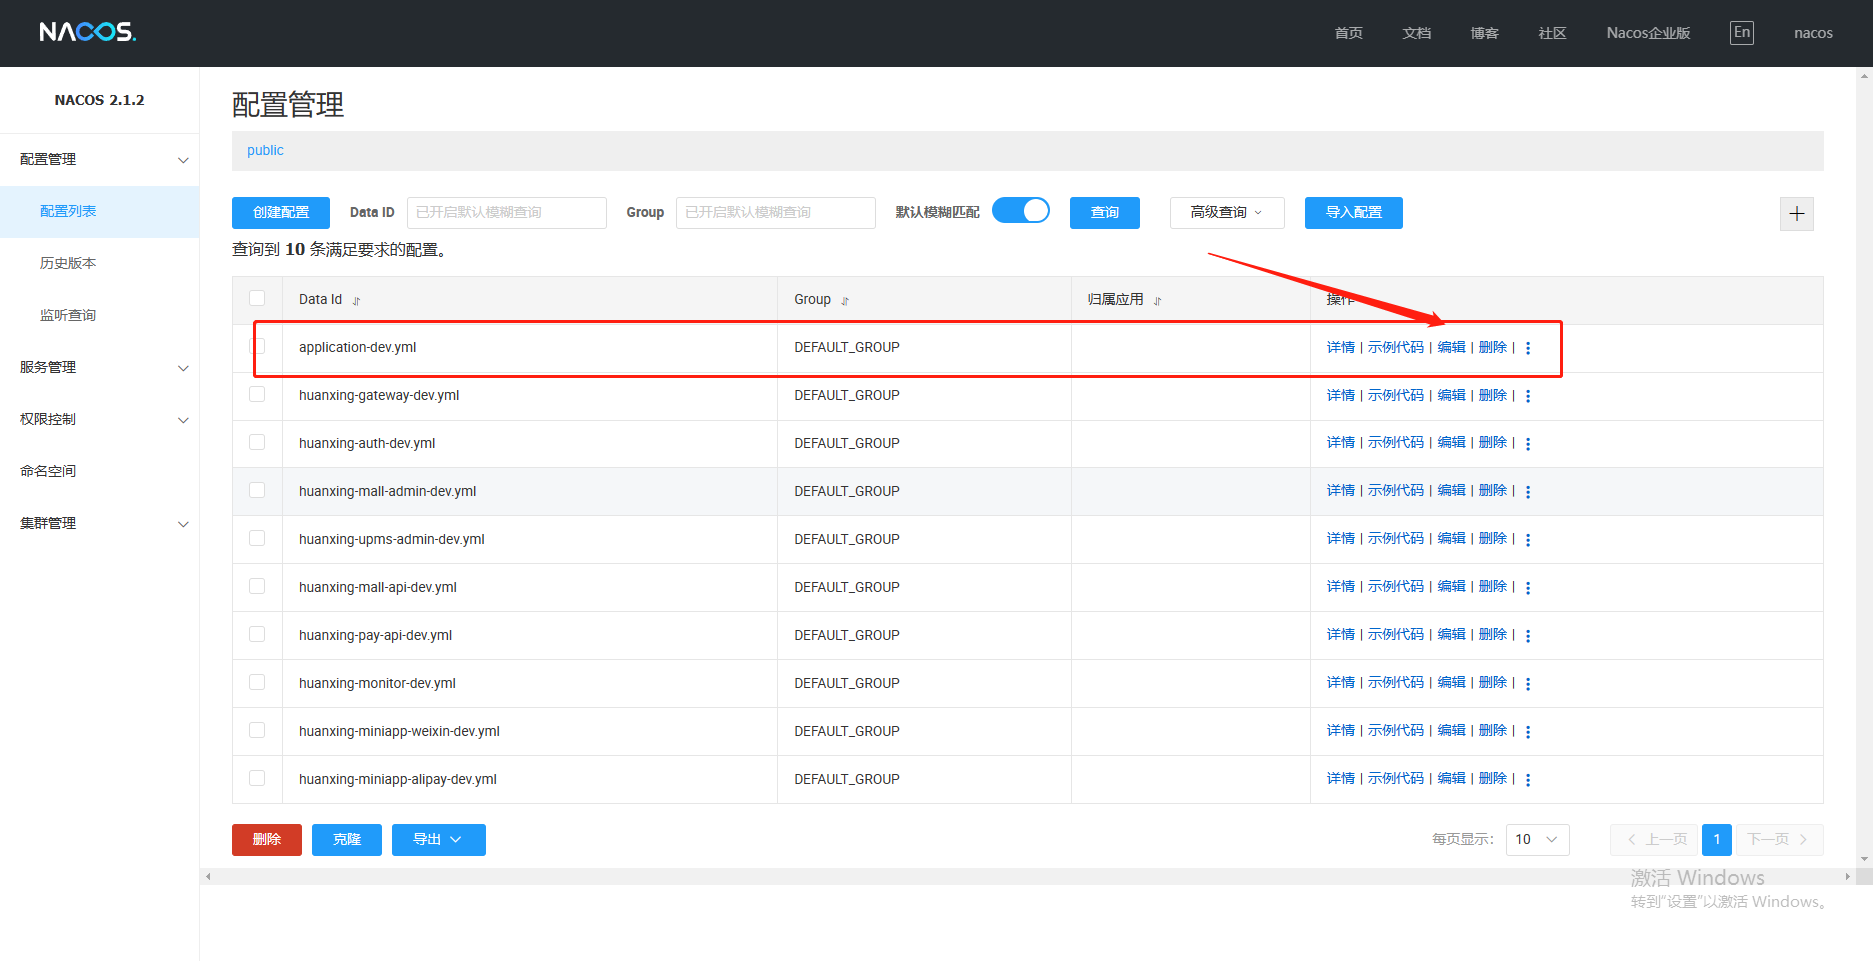 NACOS.
首页
文档
博客
社区
Nacos企业版
En
nacos
NACOS 2.1.2
配置管理
配置列表
历史版本
监听查询
服务管理
权限控制
命名空间
集群管理
配置管理
public
创建配置 Data ID 已开启默认模糊查询 Group 已开启默认模糊查询 默认模糊匹配 查询 高级查询 导入配置
查询到 10 条满足要求的配置。
Data Id Group 归属应用 操作
application-dev.yml DEFAULT_GROUP 详情 | 示例代码 | 编辑 | 删除 |
huanxing-gateway-dev.yml DEFAULT_GROUP 详情 | 示例代码 | 编辑 | 删除 |
huanxing-auth-dev.yml DEFAULT_GROUP 详情 | 示例代码 | 编辑 | 删除 |
huanxing-mall-admin-dev.yml DEFAULT_GROUP 详情 | 示例代码 | 编辑 | 删除 |
huanxing-upms-admin-dev.yml DEFAULT_GROUP 详情 | 示例代码 | 编辑 | 删除 |
huanxing-mall-api-dev.yml DEFAULT_GROUP 详情 | 示例代码 | 编辑 | 删除 |
huanxing-pay-api-dev.yml DEFAULT_GROUP 详情 | 示例代码 | 编辑 | 删除 |
huanxing-monitor-dev.yml DEFAULT_GROUP 详情 | 示例代码 | 编辑 | 删除 |
huanxing-miniapp-weixin-dev.yml DEFAULT_GROUP 详情 | 示例代码 | 编辑 | 删除 |
huanxing-miniapp-alipay-dev.yml DEFAULT_GROUP 详情 | 示例代码 | 编辑 | 删除 |
删除 克隆 导出 每页显示: 10 上一页 1 下一页
激活 Windows
转到"设置"以激活 Windows。